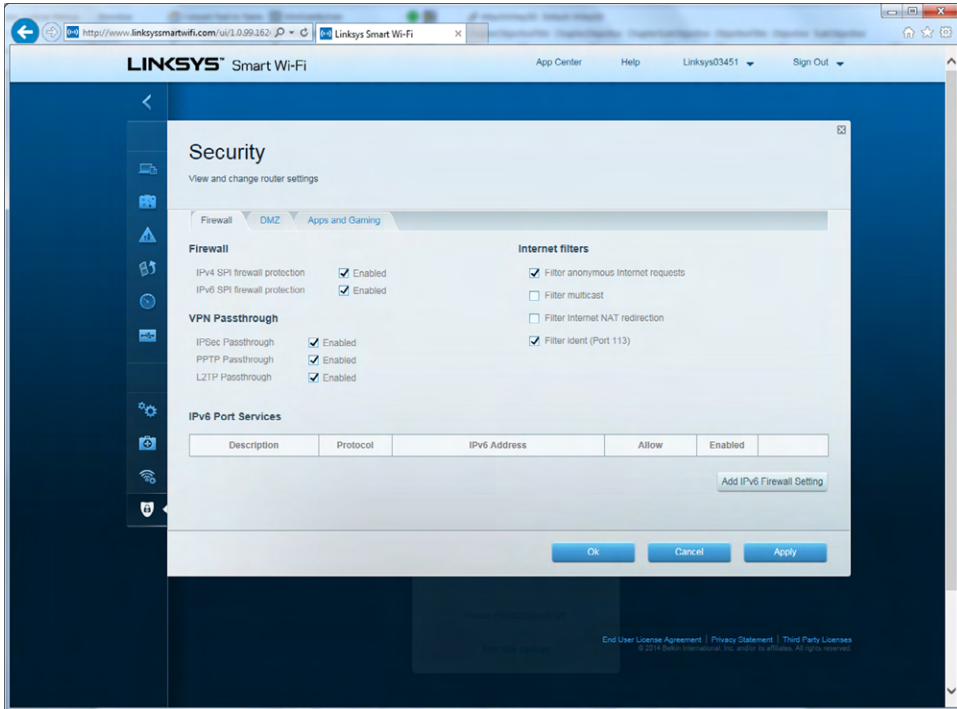 http://www.linksyssmartwifi.com/ui/1.0.99.162
Linksys Smart Wi-Fi
LINKSYS™ Smart Wi-Fi
App Center Help Linksys03451 Sign Out
Security
View and change router settings
Firewall DMZ Apps and Gaming
Firewall
IPv4 SPI firewall protection Enabled
IPv6 SPI firewall protection Enabled
VPN Passthrough
IPSec Passthrough Enabled
PPTP Passthrough Enabled
L2TP Passthrough Enabled
Internet filters
Filter anonymous Internet requests
Filter multicast
Filter Internet NAT redirection
Filter ident (Port 113)
IPv6 Port Services
Description Protocol IPv6 Address Allow Enabled
Add IPv6 Firewall Setting
Ok Cancel Apply
End User License Agreement | Privacy Statement | Third Party Licenses
© 2014 Belkin International, Inc. and/or its affiliates. All rights reserved.